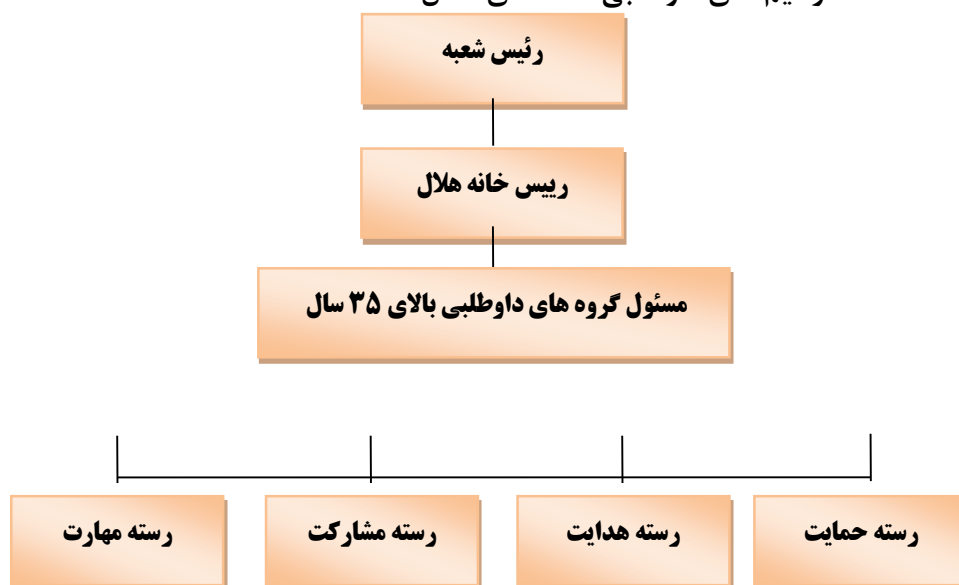 رئیس شعبه
رییس خانه هلال
مسئول گروه های داوطلبی بالای ۳۵ سال
رسته حمایت
رسته هدایت
رسته مشارکت
رسته مهارت